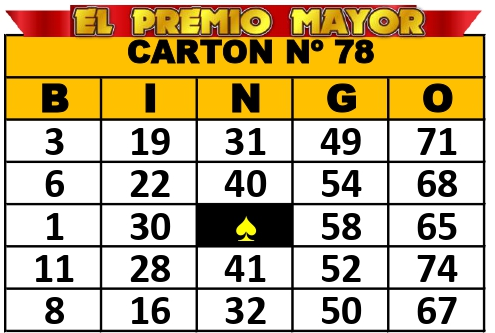 EL PREMIO MAYOR
CARTON Nº 78
B I N G O
3 19 31 49 71
6 22 40 54 68
1 30 ♠ 58 65
11 28 41 52 74
8 16 32 50 67